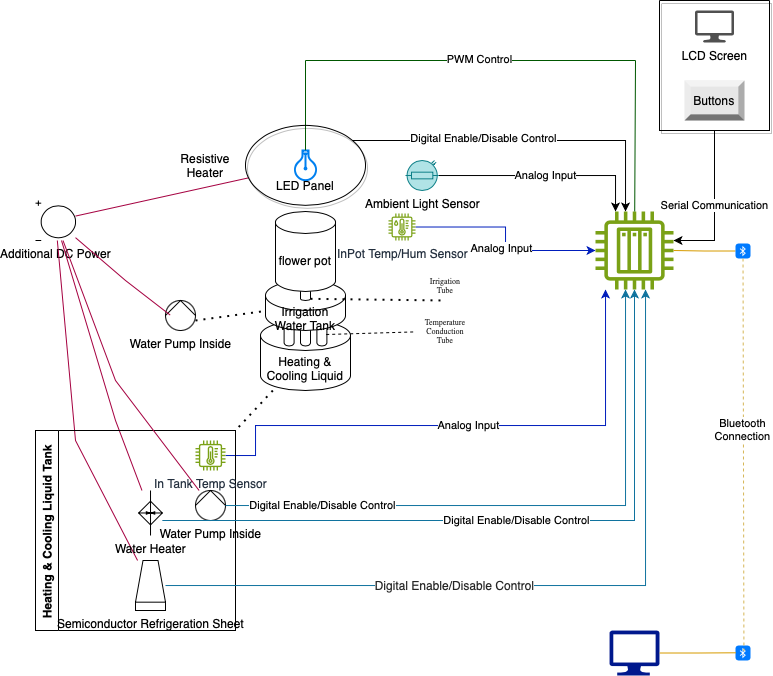 LCD Screen
Buttons
PWM Control
Digital Enable/Disable Control
Resistive
Heater
LED Panel
Analog Input
Ambient Light Sensor
Serial Communication
+
−
Additional DC Power
flower pot
InPot Temp/Hum Sensor
Analog Input
Irrigation
Tube
Irrigation
Water Tank
Temperature
Conduction
Tube
Water Pump Inside
Heating &
Cooling Liquid
Analog Input
Bluetooth
Connection
Heating & Cooling Liquid Tank
In Tank Temp Sensor
Digital Enable/Disable Control
Digital Enable/Disable Control
Water Pump Inside
Water Heater
Digital Enable/Disable Control
Semiconductor Refrigeration Sheet